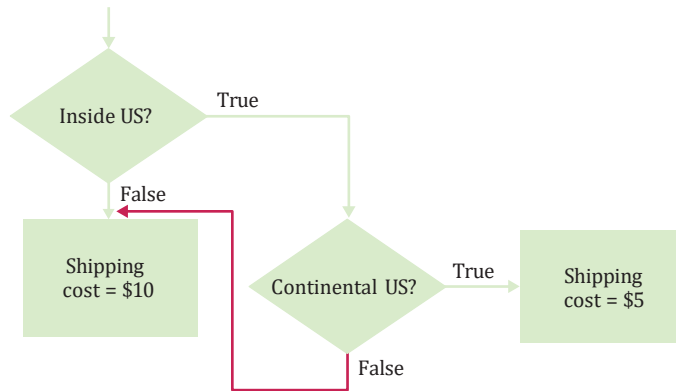 True
Inside US?
False
Shipping
cost = $10
Continental US?
True
Shipping
cost = $5
False